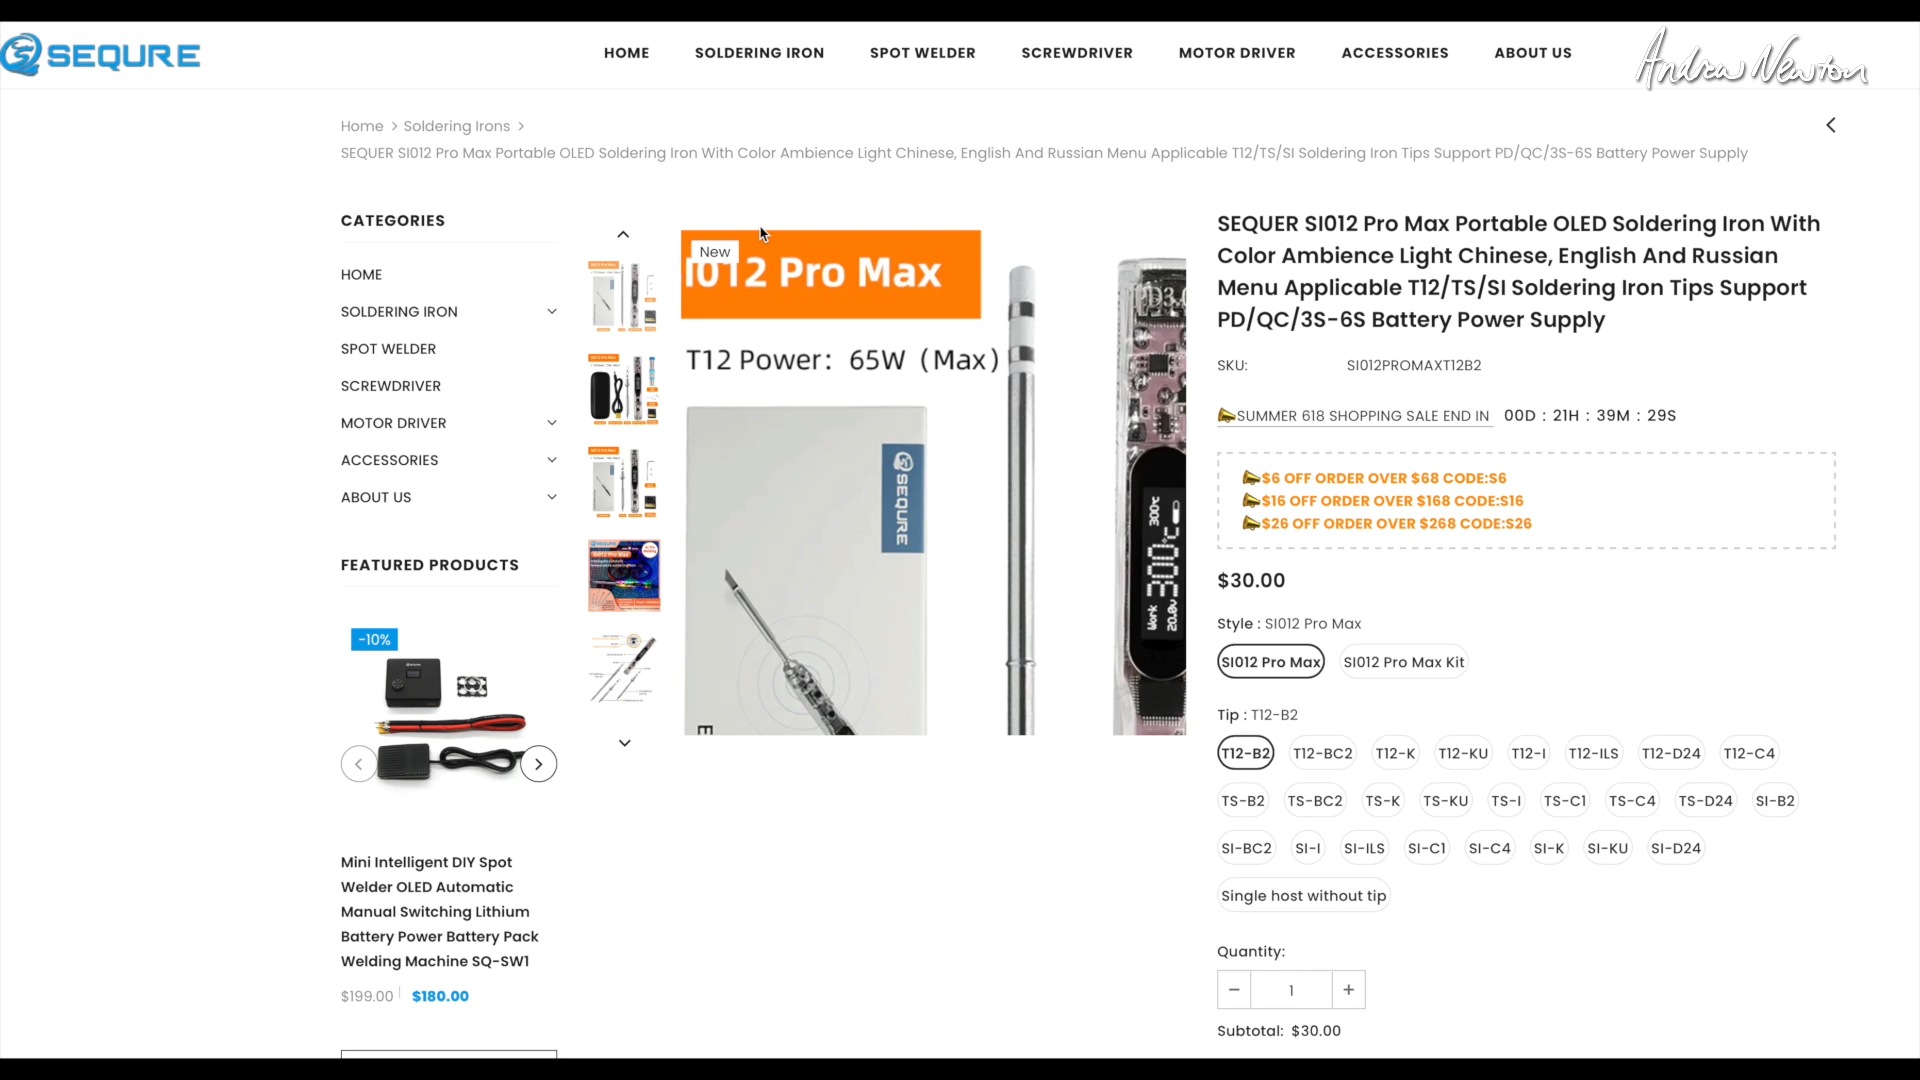 SEQURE
HOME
SOLDERING IRON
SPOT WELDER
SCREWDRIVER
MOTOR DRIVER
ACCESSORIES
ABOUT US
Andrew Newton
Home
Soldering Irons
SEQUER SI012 Pro Max Portable OLED Soldering Iron With Color Ambience Light Chinese, English And Russian Menu Applicable T12/TS/SI Soldering Iron Tips Support PD/QC/3S-6S Battery Power Supply
CATEGORIES
HOME
SOLDERING IRON
SPOT WELDER
SCREWDRIVER
MOTOR DRIVER
ACCESSORIES
ABOUT US
FEATURED PRODUCTS
-10%
Mini Intelligent DIY Spot
Welder OLED Automatic
Manual Switching Lithium
Battery Power Battery Pack
Welding Machine SQ-SW1
$199.00 $180.00
New
I012 Pro Max
T12 Power: 65W (Max)
SEQURE
PD3.0
300℃
300℃
Work
20.0V
SEQUER SI012 Pro Max Portable OLED Soldering Iron With
Color Ambience Light Chinese, English And Russian
Menu Applicable T12/TS/SI Soldering Iron Tips Support
PD/QC/3S-6S Battery Power Supply
SKU: SI012PROMAXT12B2
SUMMER 618 SHOPPING SALE END IN 00D : 21H : 39M : 29S
$6 OFF ORDER OVER $68 CODE:S6
$16 OFF ORDER OVER $168 CODE:S16
$26 OFF ORDER OVER $268 CODE:S26
$30.00
Style : SI012 Pro Max
SI012 Pro Max
SI012 Pro Max Kit
Tip : T12-B2
T12-B2 T12-BC2 T12-K T12-KU T12-I T12-ILS T12-D24 T12-C4
TS-B2 TS-BC2 TS-K TS-KU TS-I TS-C1 TS-C4 TS-D24 SI-B2
SI-BC2 SI-I SI-ILS SI-C1 SI-C4 SI-K SI-KU SI-D24
Single host without tip
Quantity:
1
Subtotal: $30.00